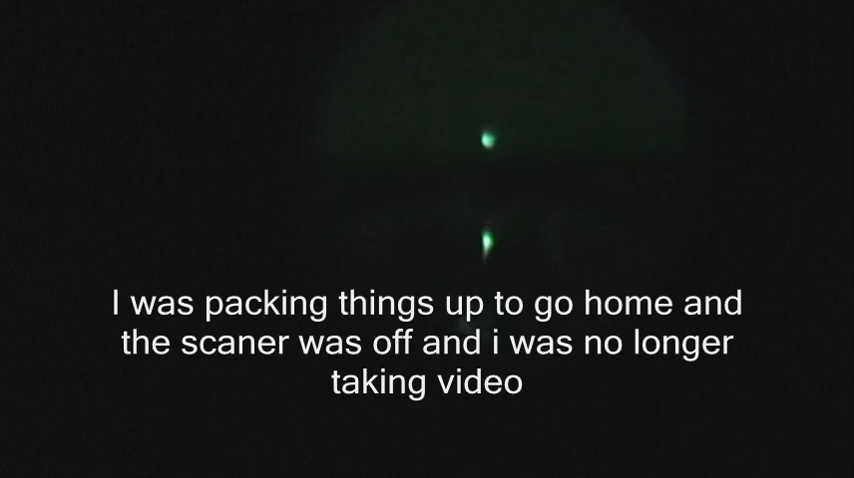 I was packing things up to go home and
the scaner was off and i was no longer
taking video